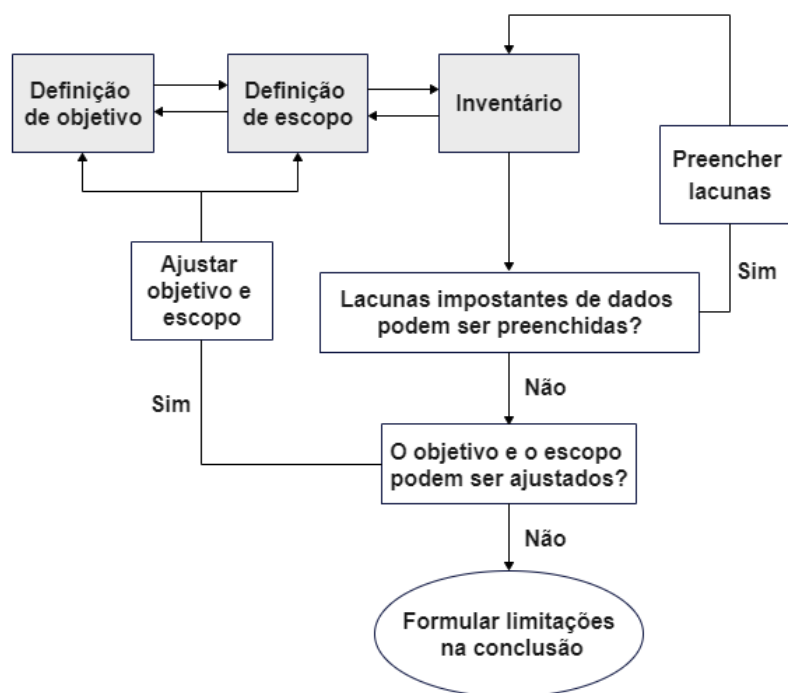 Definição
de objetivo
Definição
de escopo
Inventário
Preencher
lacunas
Sim
Ajustar
objetivo e
escopo
Lacunas impostantes de dados
podem ser preenchidas?
Não
Sim
O objetivo e o escopo
podem ser ajustados?
Não
Formular limitações
na conclusão